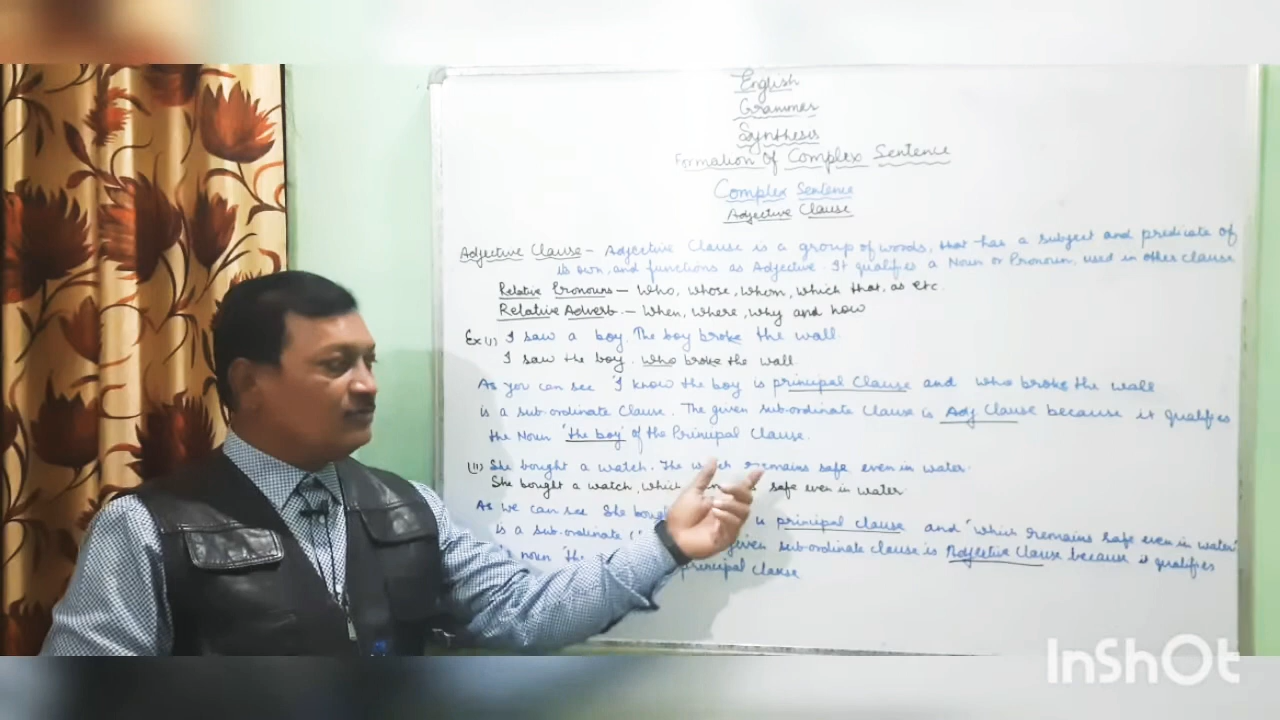 English
Grammer
Synthesis
Formation of Complex Sentence
Complex Sentence
Adjective Clause
Adjective Clause - Adjective Clause is a group of words, that has a subject and predicate of
its own, and functions as Adjective. It qualifies a Noun or Pronoun, used in other clause
Relative Pronouns - Who, whose, whom, which that, as etc.
Relative Adverb. - When, where, why and how
Ex (1) I saw a boy. The boy broke the wall.
I saw the boy. who broke the wall.
As you can see 'I know the boy is principal clause and who broke the wall
is a sub-ordinate clause. The given sub-ordinate clause is Adj Clause because it qualifies
the Noun 'the boy' of the Principal Clause.
(11) She bought a watch. The remains safe even in water.
She bought a watch, which safe even in water.
As we can see She principal clause and 'which remains safe even in water'
is a sub-ordinate given sub-ordinate clause is Adjective Clause because it qualifies
noun 'the principal clause
InShOt